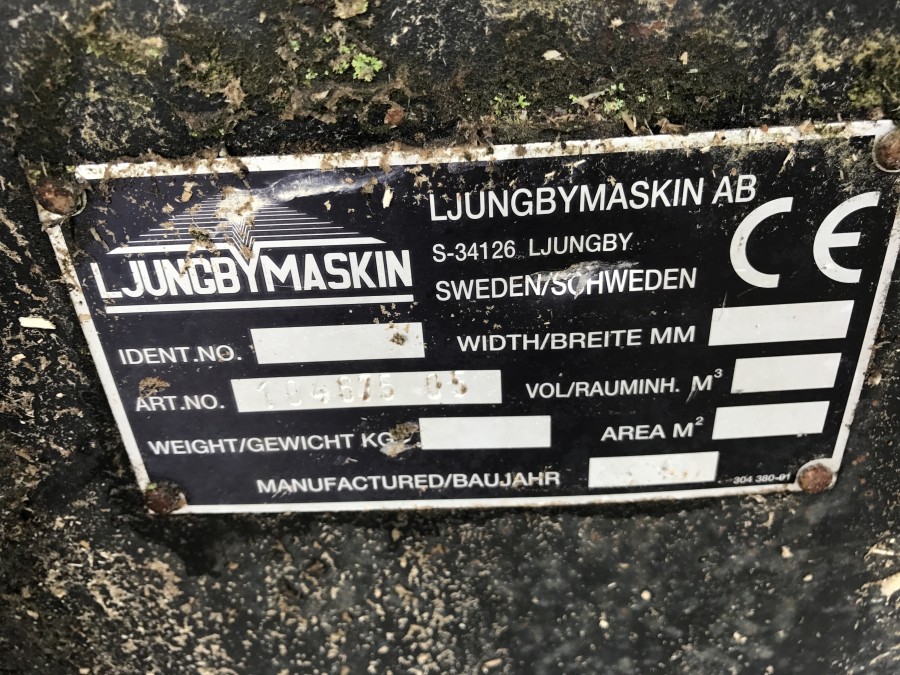 LJUNGBYMASKIN
LJUNGBYMASKIN AB
S-34126 LJUNGBY
SWEDEN/SCHWEDEN
CE
IDENT.NO.
WIDTH/BREITE MM
ART.NO.
VOL/RAUMINH. M³
WEIGHT/GEWICHT KG
AREA M²
MANUFACTURED/BAUJAHR
304 380-01